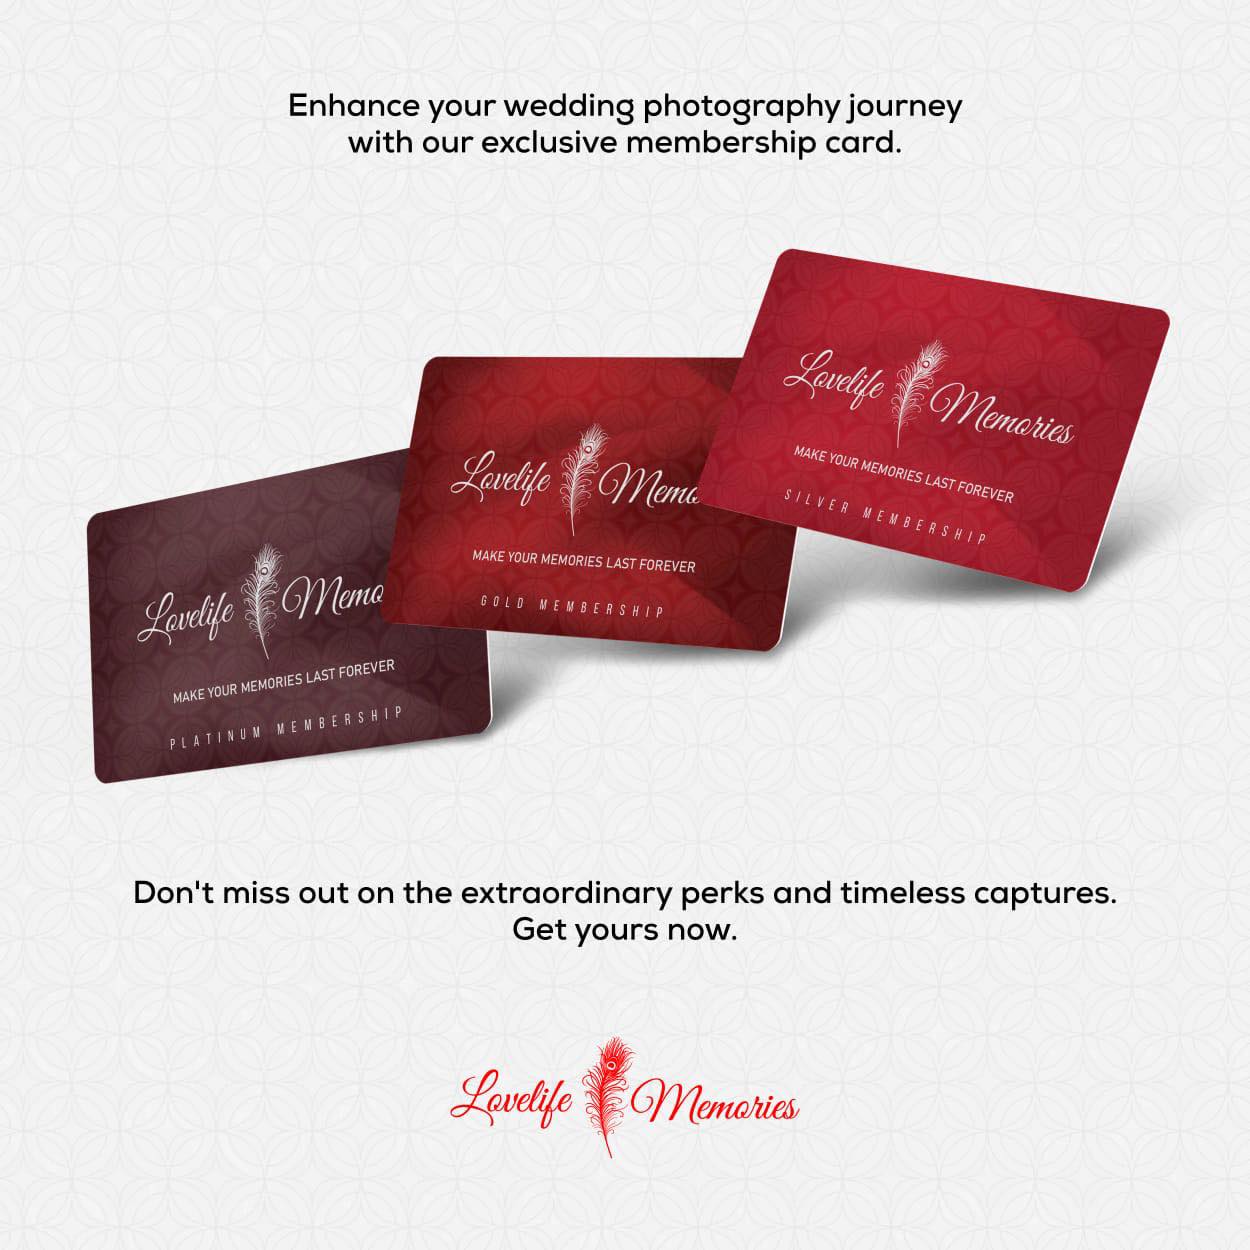 Enhance your wedding photography journey
with our exclusive membership card.
Lovelife Memories
MAKE YOUR MEMORIES LAST FOREVER
SILVER MEMBERSHIP
Lovelife Memo
MAKE YOUR MEMORIES LAST FOREVER
GOLD MEMBERSHIP
Lovelife Memo
MAKE YOUR MEMORIES LAST FOREVER
PLATINUM MEMBERSHIP
Don't miss out on the extraordinary perks and timeless captures.
Get yours now.
Lovelife Memories